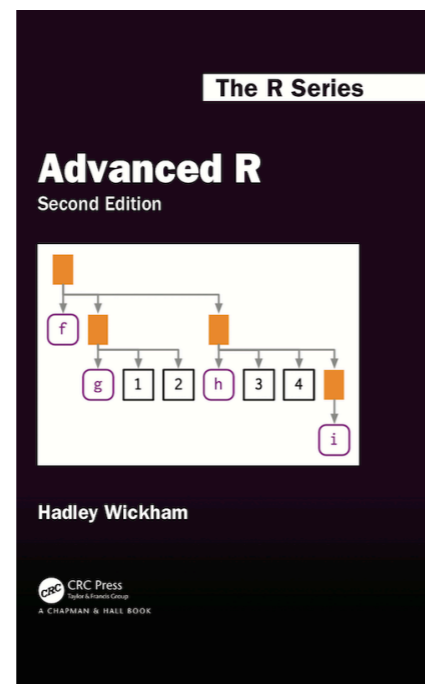 The R Series
Advanced R
Second Edition
f
g 1 2 h 3 4
i
Hadley Wickham
CRC CRC Press
Taylor & Francis Group
A CHAPMAN & HALL BOOK